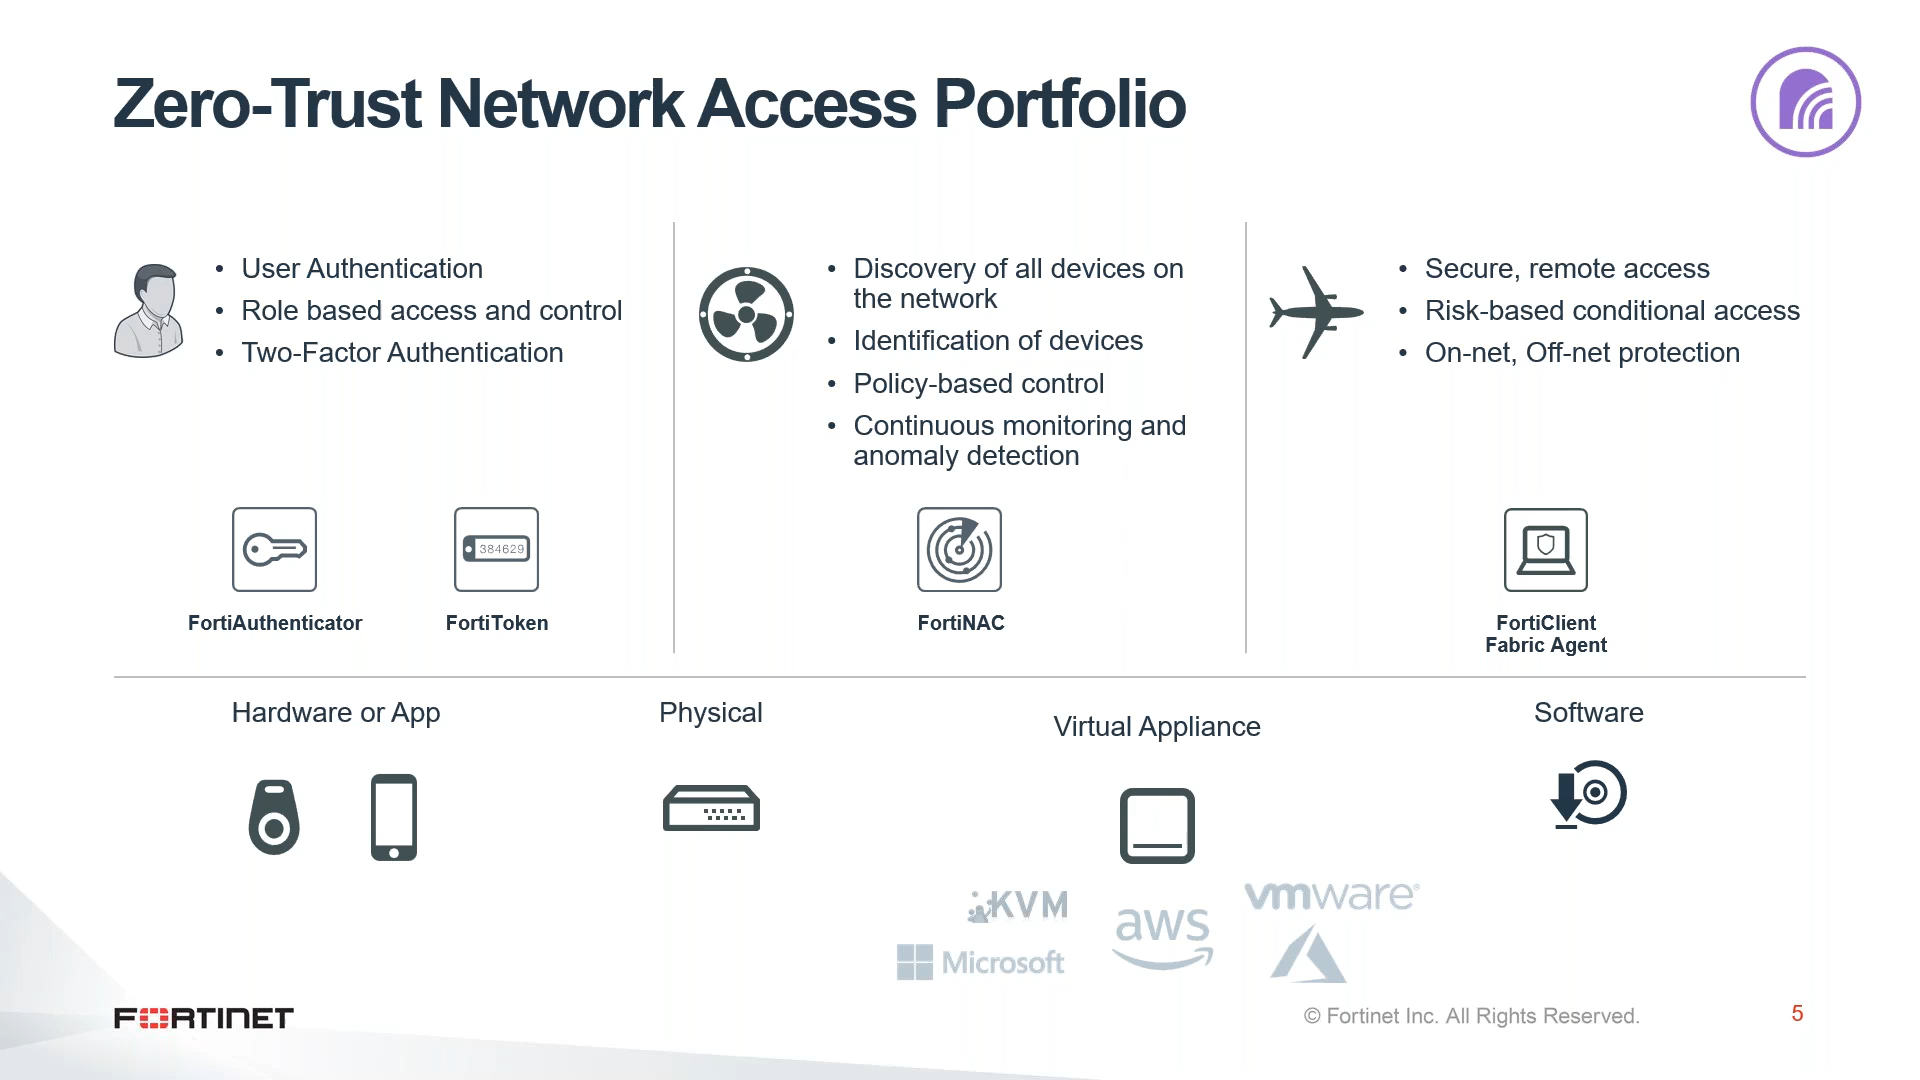 Zero-Trust Network Access Portfolio
• User Authentication
• Role based access and control
• Two-Factor Authentication
• Discovery of all devices on
the network
• Identification of devices
• Policy-based control
• Continuous monitoring and
anomaly detection
• Secure, remote access
• Risk-based conditional access
• On-net, Off-net protection
384629
FortiAuthenticator
FortiToken
FortiNAC
FortiClient
Fabric Agent
Hardware or App
Physical
Virtual Appliance
Software
KVM
aws
vmware®
Microsoft
FORTINET
© Fortinet Inc. All Rights Reserved.
5